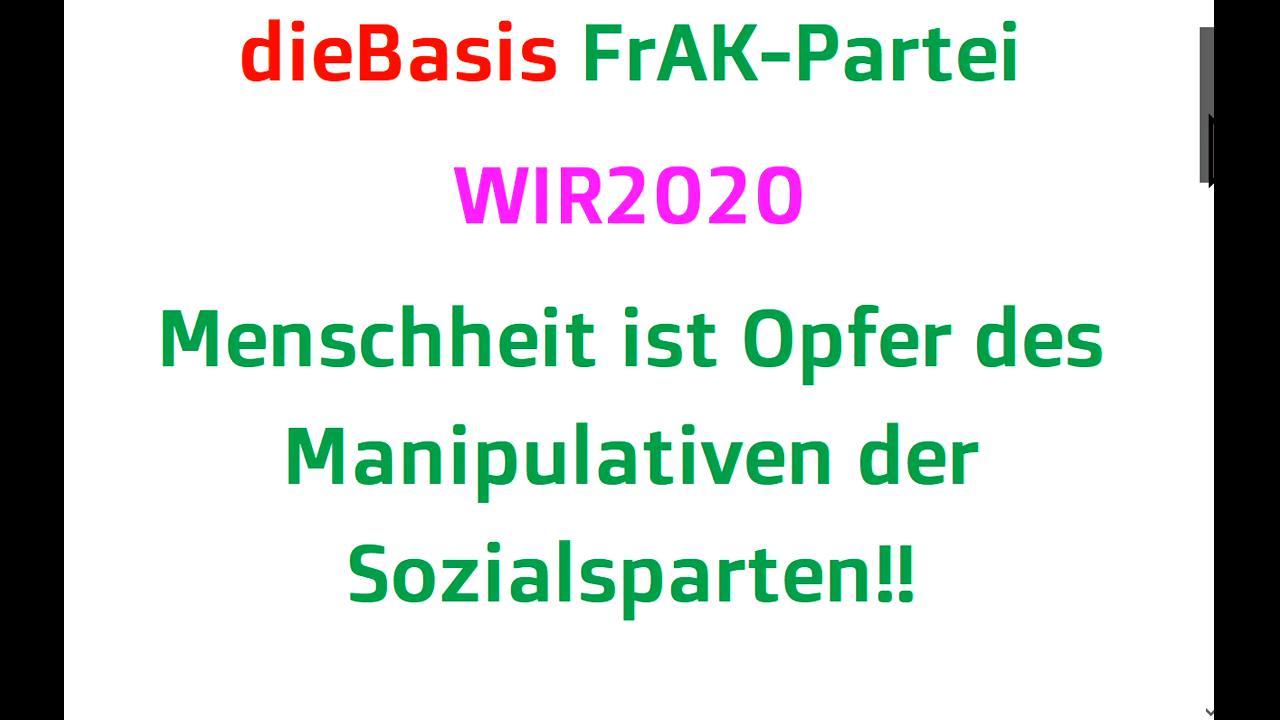 dieBasis FrAK-Partei
WIR2020
Menschheit ist Opfer des
Manipulativen der
Sozialsparten!!